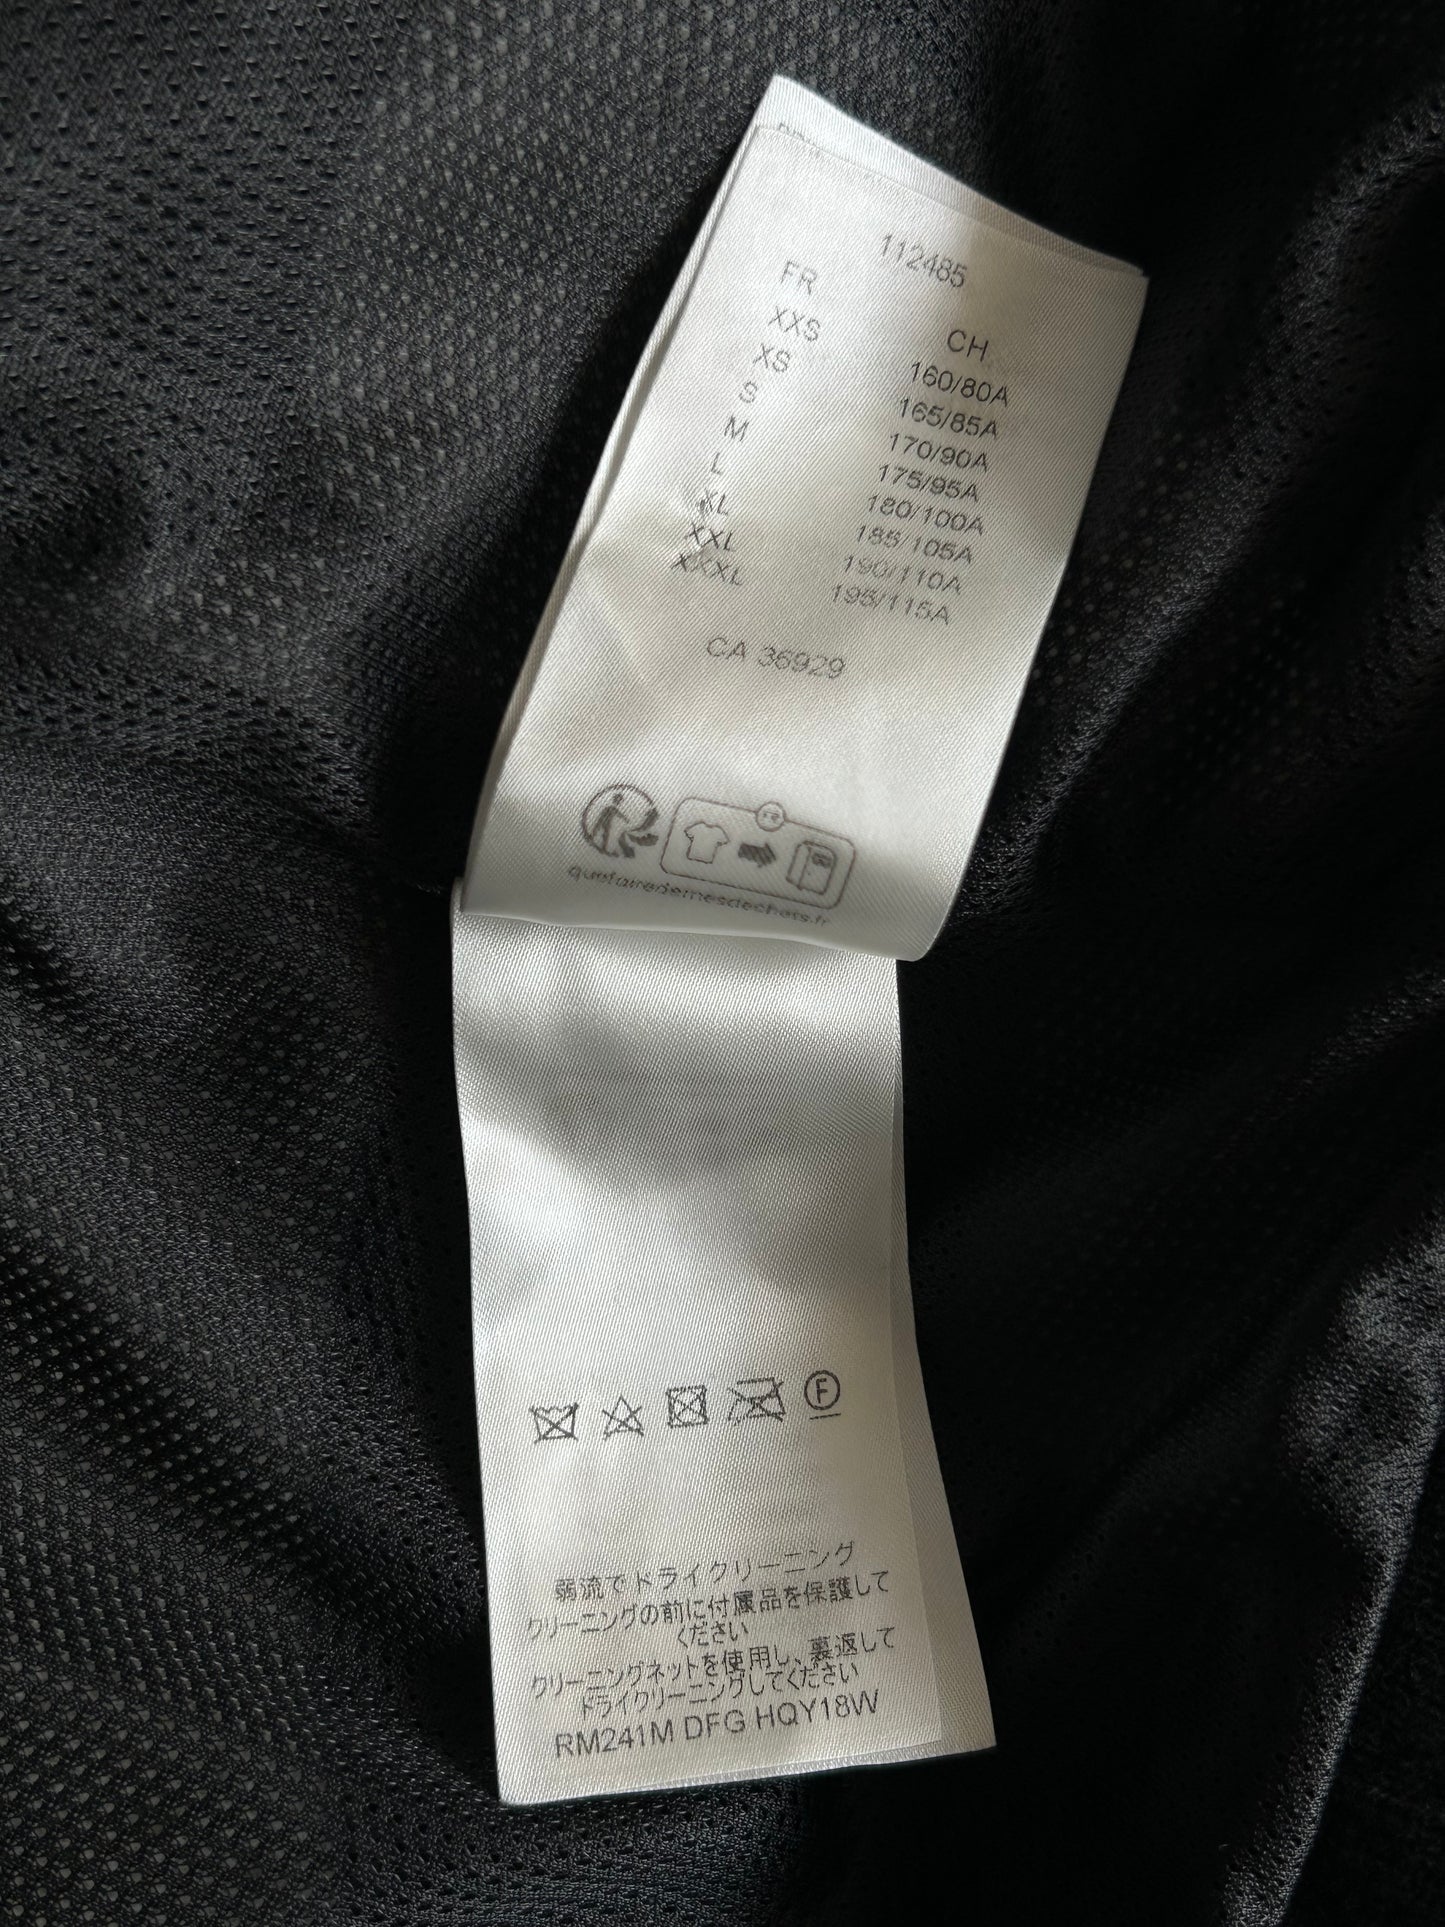 112485
FR CH
XXS 160/80A
XS 165/85A
S 170/90A
M 175/95A
L 180/100A
XL 185/105A
XXL 190/110A
XXXL 195/115A
CA 36929
FR
quefairedemesdechets.fr
F
弱流でドライクリーニング
クリーニングの前に付属品を保護して
ください
クリーニングネットを使用し、裏返して
ドライクリーニングしてください
RM241M DFG HQY18W